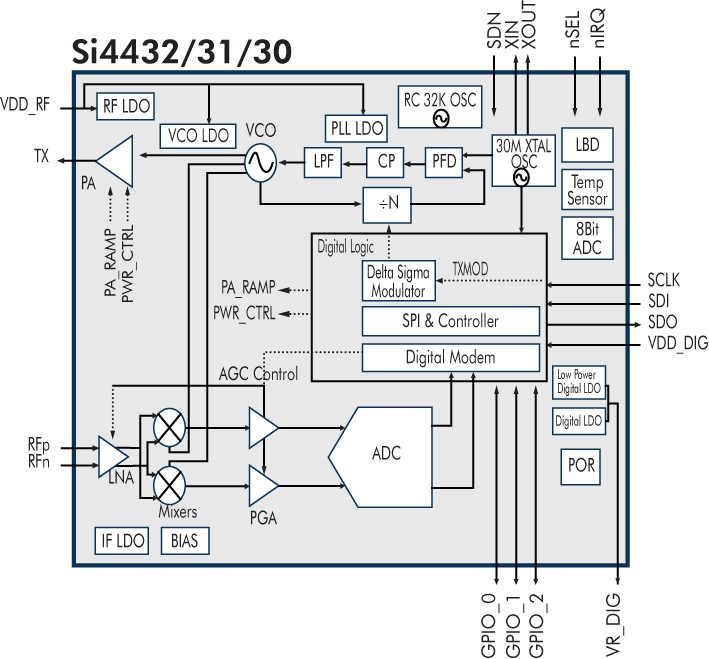 SDN
XIN
XOUT
nSEL
nIRQ
Si4432/31/30
VDD_RF
RF LDO
VCO LDO
VCO
PLL LDO
RC 32K OSC
TX
PA
LPF
CP
PFD
30M XTAL
OSC
LBD
Temp
Sensor
8Bit
ADC
÷N
PA_RAMP
PWR_CTRL
Digital Logic
Delta Sigma
Modulator
TXMOD
PA_RAMP
PWR_CTRL
SPI & Controller
Digital Modem
SCLK
SDI
SDO
VDD_DIG
AGC Control
Low Power
Digital LDO
Digital LDO
RFp
RFn
LNA
Mixers
PGA
ADC
POR
IF LDO
BIAS
GPIO_0
GPIO_1
GPIO_2
VR_DIG